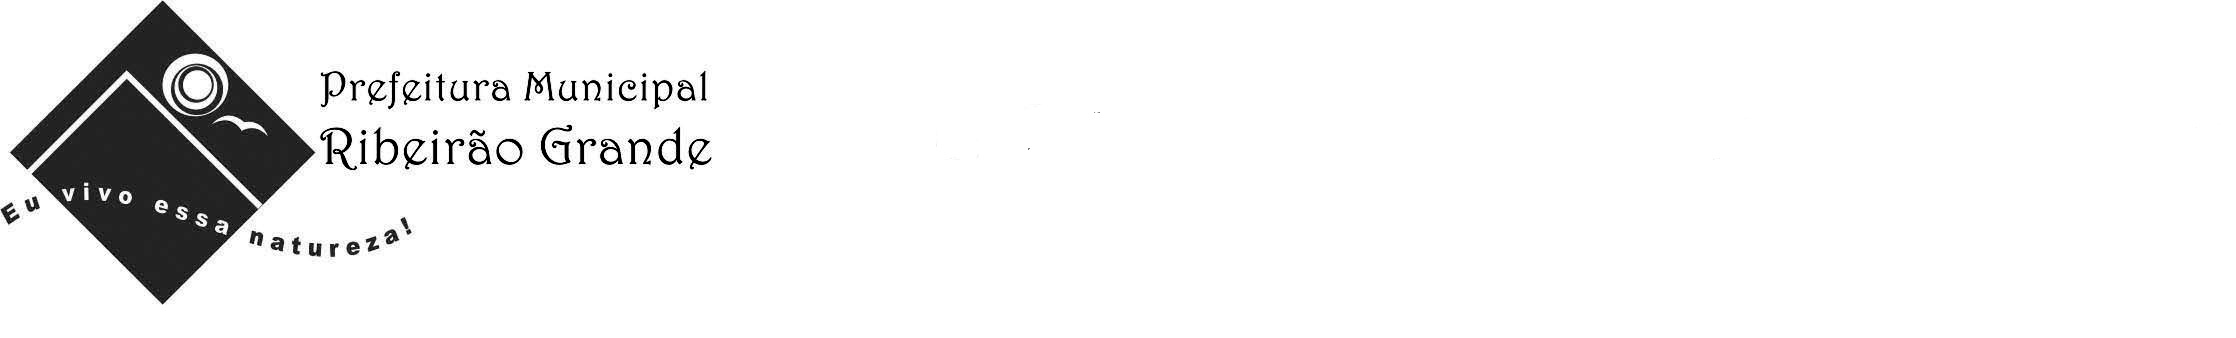 Prefeitura Municipal
Ribeirão Grande
Eu vivo essa natureza!